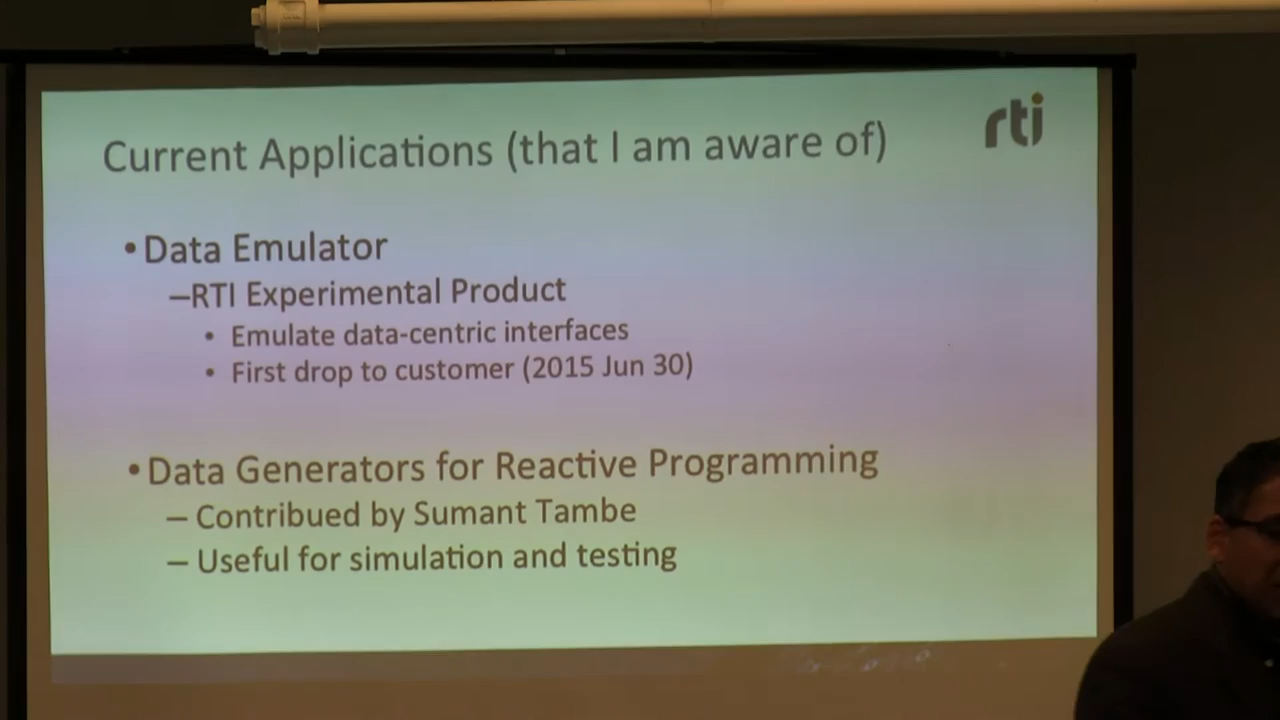 rti
Current Applications (that I am aware of)
•Data Emulator
–RTI Experimental Product
• Emulate data-centric interfaces
• First drop to customer (2015 Jun 30)
•Data Generators for Reactive Programming
– Contribued by Sumant Tambe
– Useful for simulation and testing